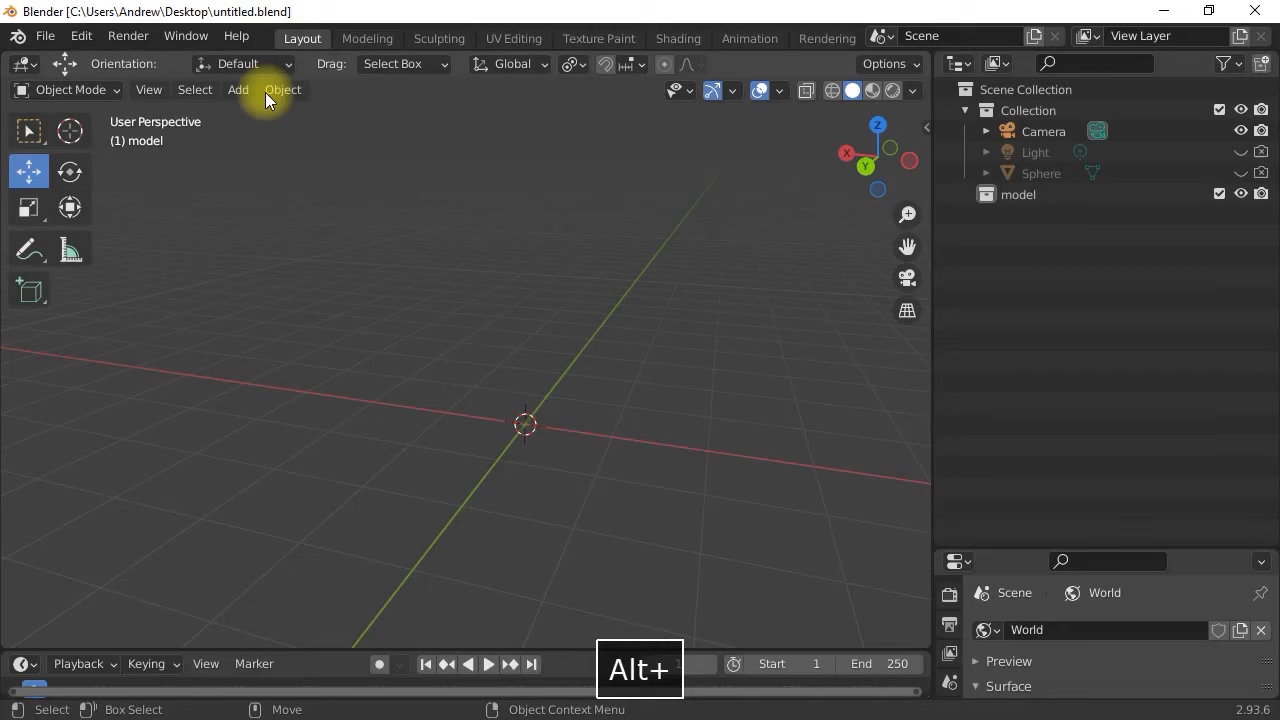 Blender [C:\Users\Andrew\Desktop\untitled.blend]
File Edit Render Window Help Layout Modeling Sculpting UV Editing Texture Paint Shading Animation Rendering Scene View Layer
Orientation: Default Drag: Select Box Global Options
Object Mode View Select Add Object
User Perspective
(1) model
Z
X
Y
Scene Collection
Collection
Camera
Light
Sphere
model
Scene World
World
Preview
Surface
Playback Keying View Marker 1 Start 1 End 250
Alt+
Select Box Select Move Object Context Menu 2.93.6